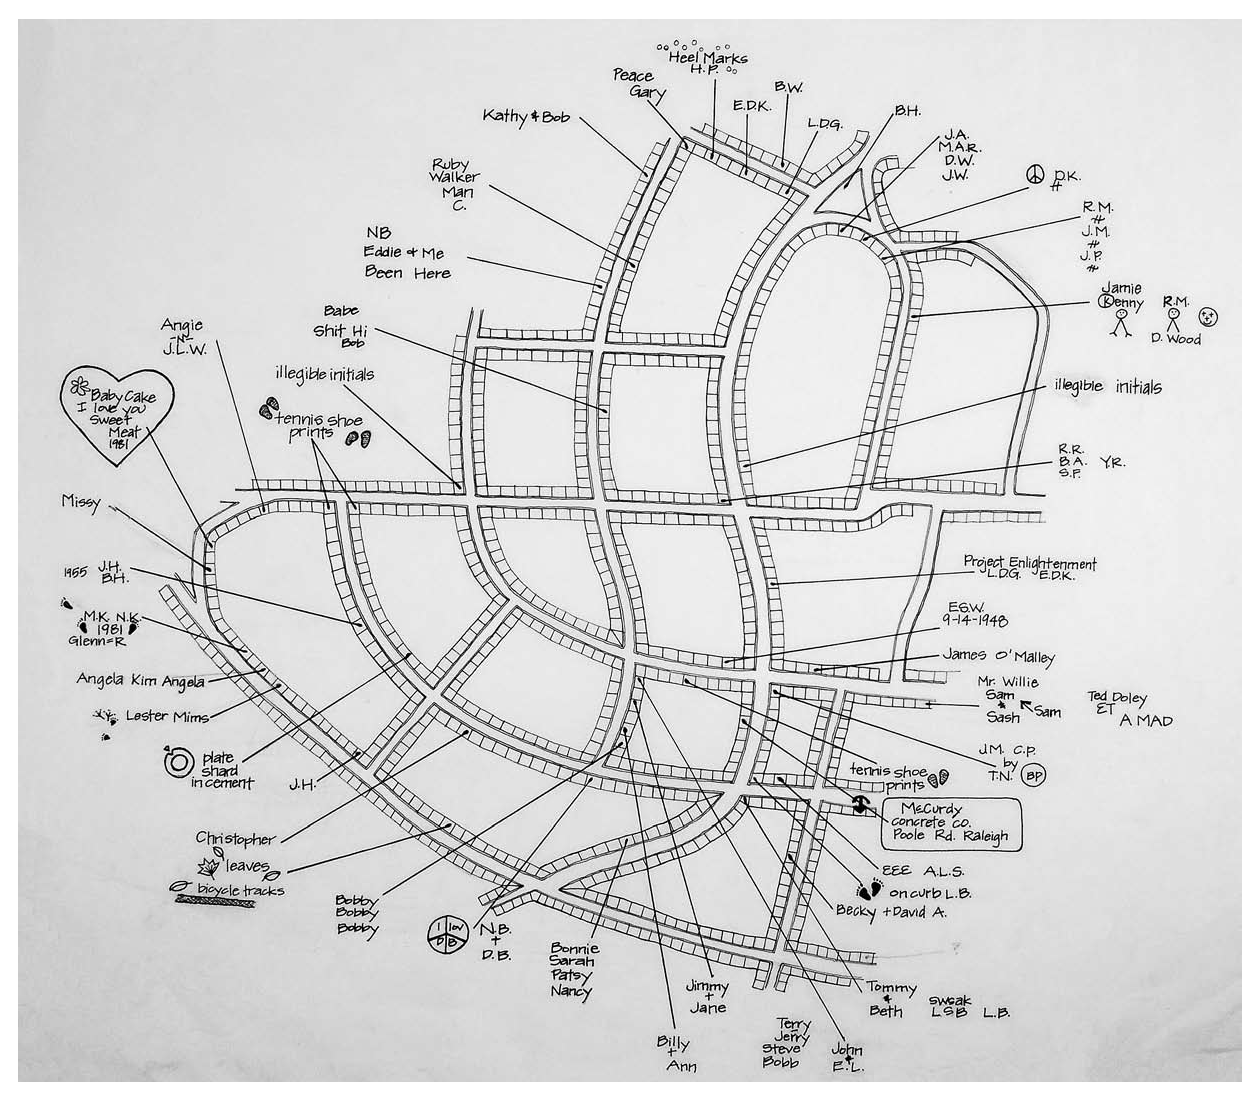 Heel Marks
H.P.
Peace
Gary
B.W.
E.D.K.
L.D.G.
B.H.
Kathy & Bob
J.A.
M.A.R.
D.W.
J.W.
D.K.
#
Ruby
Walker
Man
C.
R.M.
#
J.M.
#
J.P.
#
NB
Eddie & Me
Been Here
Jamie
Kenny
R.M.
D. Wood
Babe
Shit Hi
Bob
Angie
-N-
J.L.W.
illegible initials
illegible initials
Baby Cake
I love you
Sweet
Meat
1981
tennis shoe
prints
R.R.
B.A. Y.R.
S.F.
Missy
1955 J.H.
B.H.
Project Enlightenment
L.D.G. E.D.K.
E.S.W.
9-14-1948
M.K. N.K.
1981
Glenn=R
James O'Malley
Angela Kim Angela
Mr. Willie
Sam
&
Sash
Sam
Ted Doley
ET
A MAD
Lester Mims
plate
shard
in cement
J.H.
J.M. C.P.
by
T.N. BP
tennis shoe
prints
McCurdy
Concrete Co.
Poole Rd. Raleigh
Christopher
leaves
bicycle tracks
EEE A.L.S.
on curb L.B.
Becky + David A.
Bobby
Bobby
Bobby
I lov
D B
N.B.
+
D.B.
Bonnie
Sarah
Patsy
Nancy
Jimmy
+
Jane
Tommy
&
Beth
swsak
LSB L.B.
Billy
+
Ann
Terry
Jerry
Steve
Bobb
John
&
E.L.